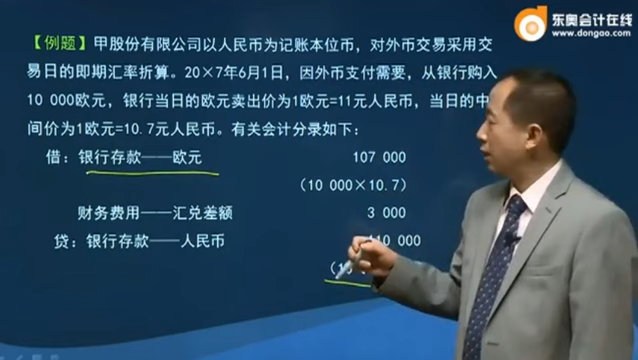 东奥会计在线
www.dongao.com
【例题】甲股份有限公司以人民币为记账本位币，对外币交易采用交
易日的即期汇率折算。20×7年6月1日，因外币支付需要，从银行购入
10 000欧元，银行当日的欧元卖出价为1欧元=11元人民币，当日的中
间价为1欧元=10.7元人民币。有关会计分录如下：
借：银行存款——欧元 107 000
（10 000×10.7）
财务费用——汇兑差额 3 000
贷：银行存款——人民币 110 000